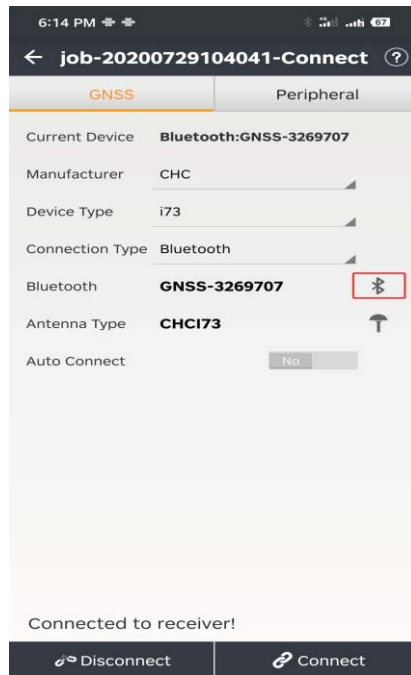 6:14 PM 67
job-20200729104041-Connect ?
GNSS Peripheral
Current Device Bluetooth:GNSS-3269707
Manufacturer CHC
Device Type i73
Connection Type Bluetooth
Bluetooth GNSS-3269707
Antenna Type CHCI73
Auto Connect No
Connected to receiver!
Disconnect Connect